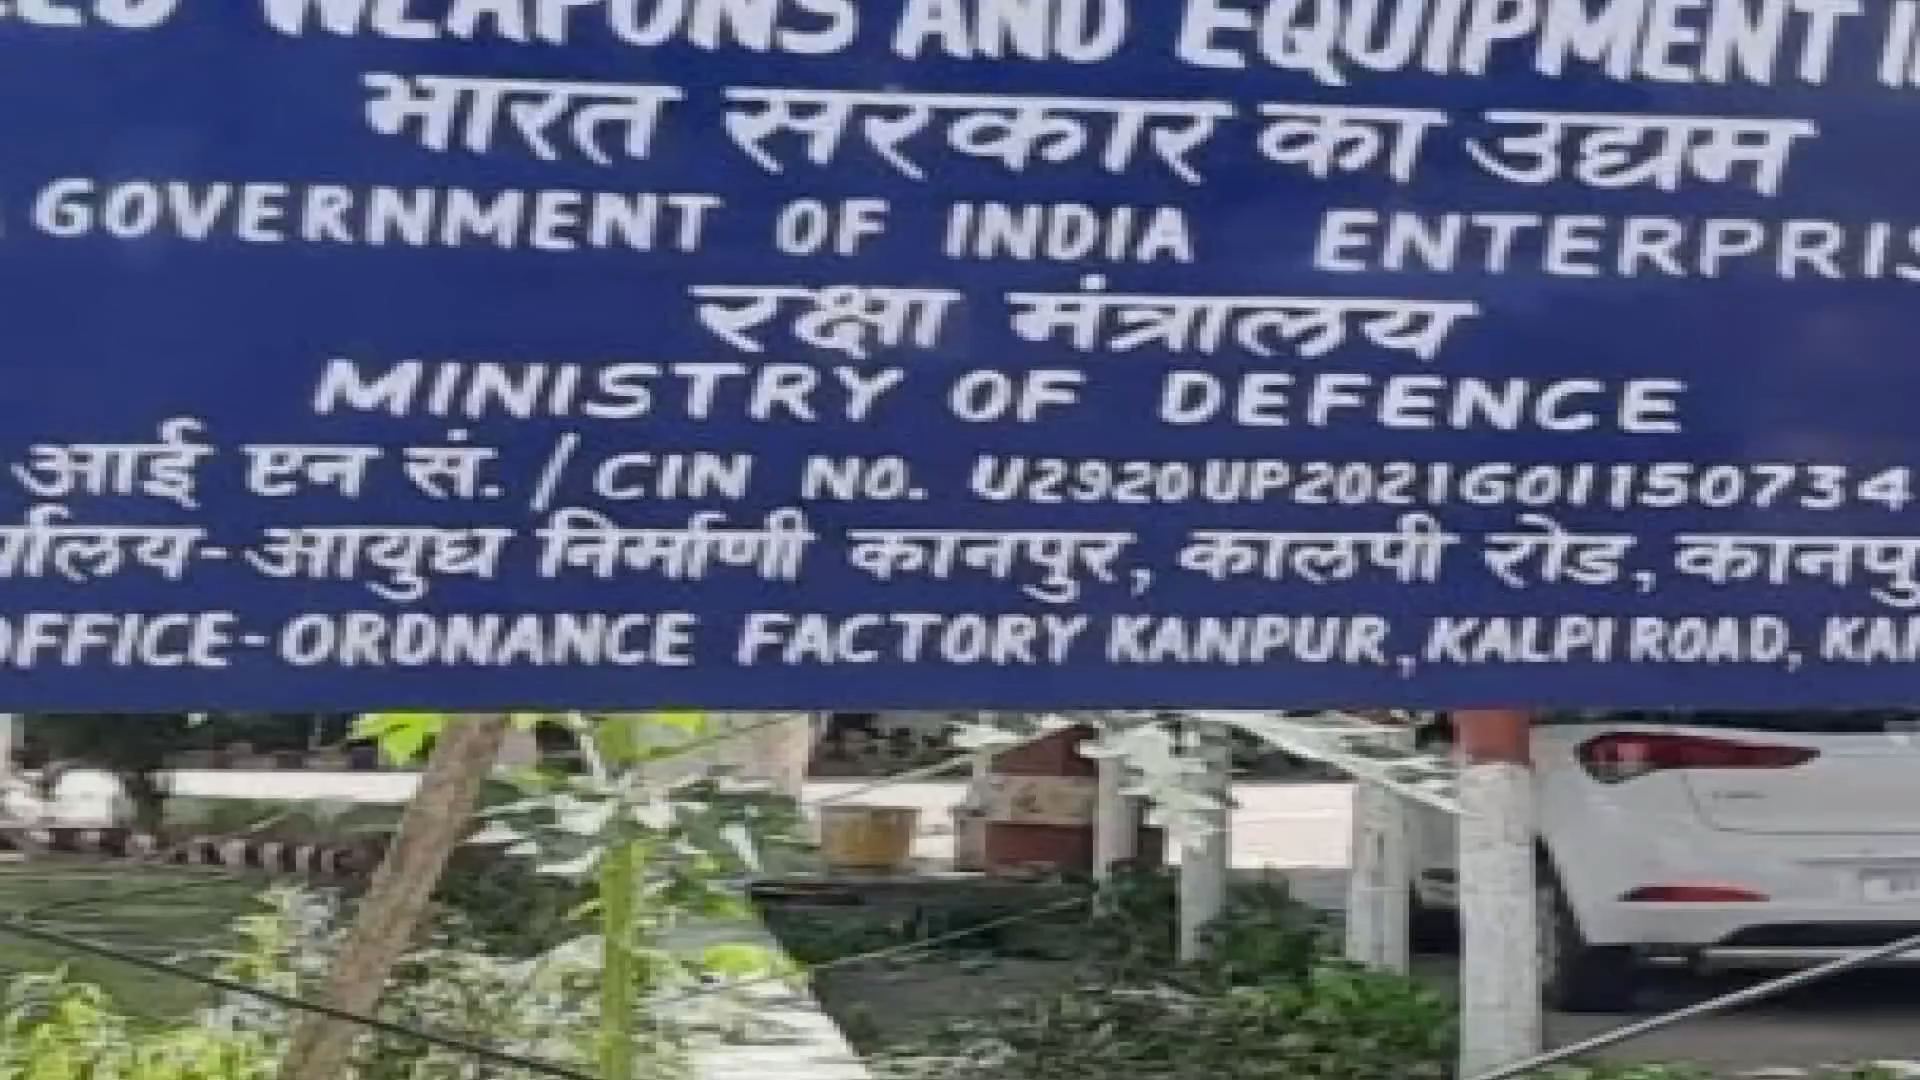 WEAPONS AND EQUIPMENT
भारत सरकार का उद्यम
GOVERNMENT OF INDIA ENTERPRIS
रक्षा मंत्रालय
MINISTRY OF DEFENCE
आई एन सं. / CIN NO. U2920UP2021GOI150734
र्यालय- आयुध निर्माणी कानपुर, कालपी रोड, कानपु
OFFICE-ORDNANCE FACTORY KANPUR, KALPI ROAD, KAN